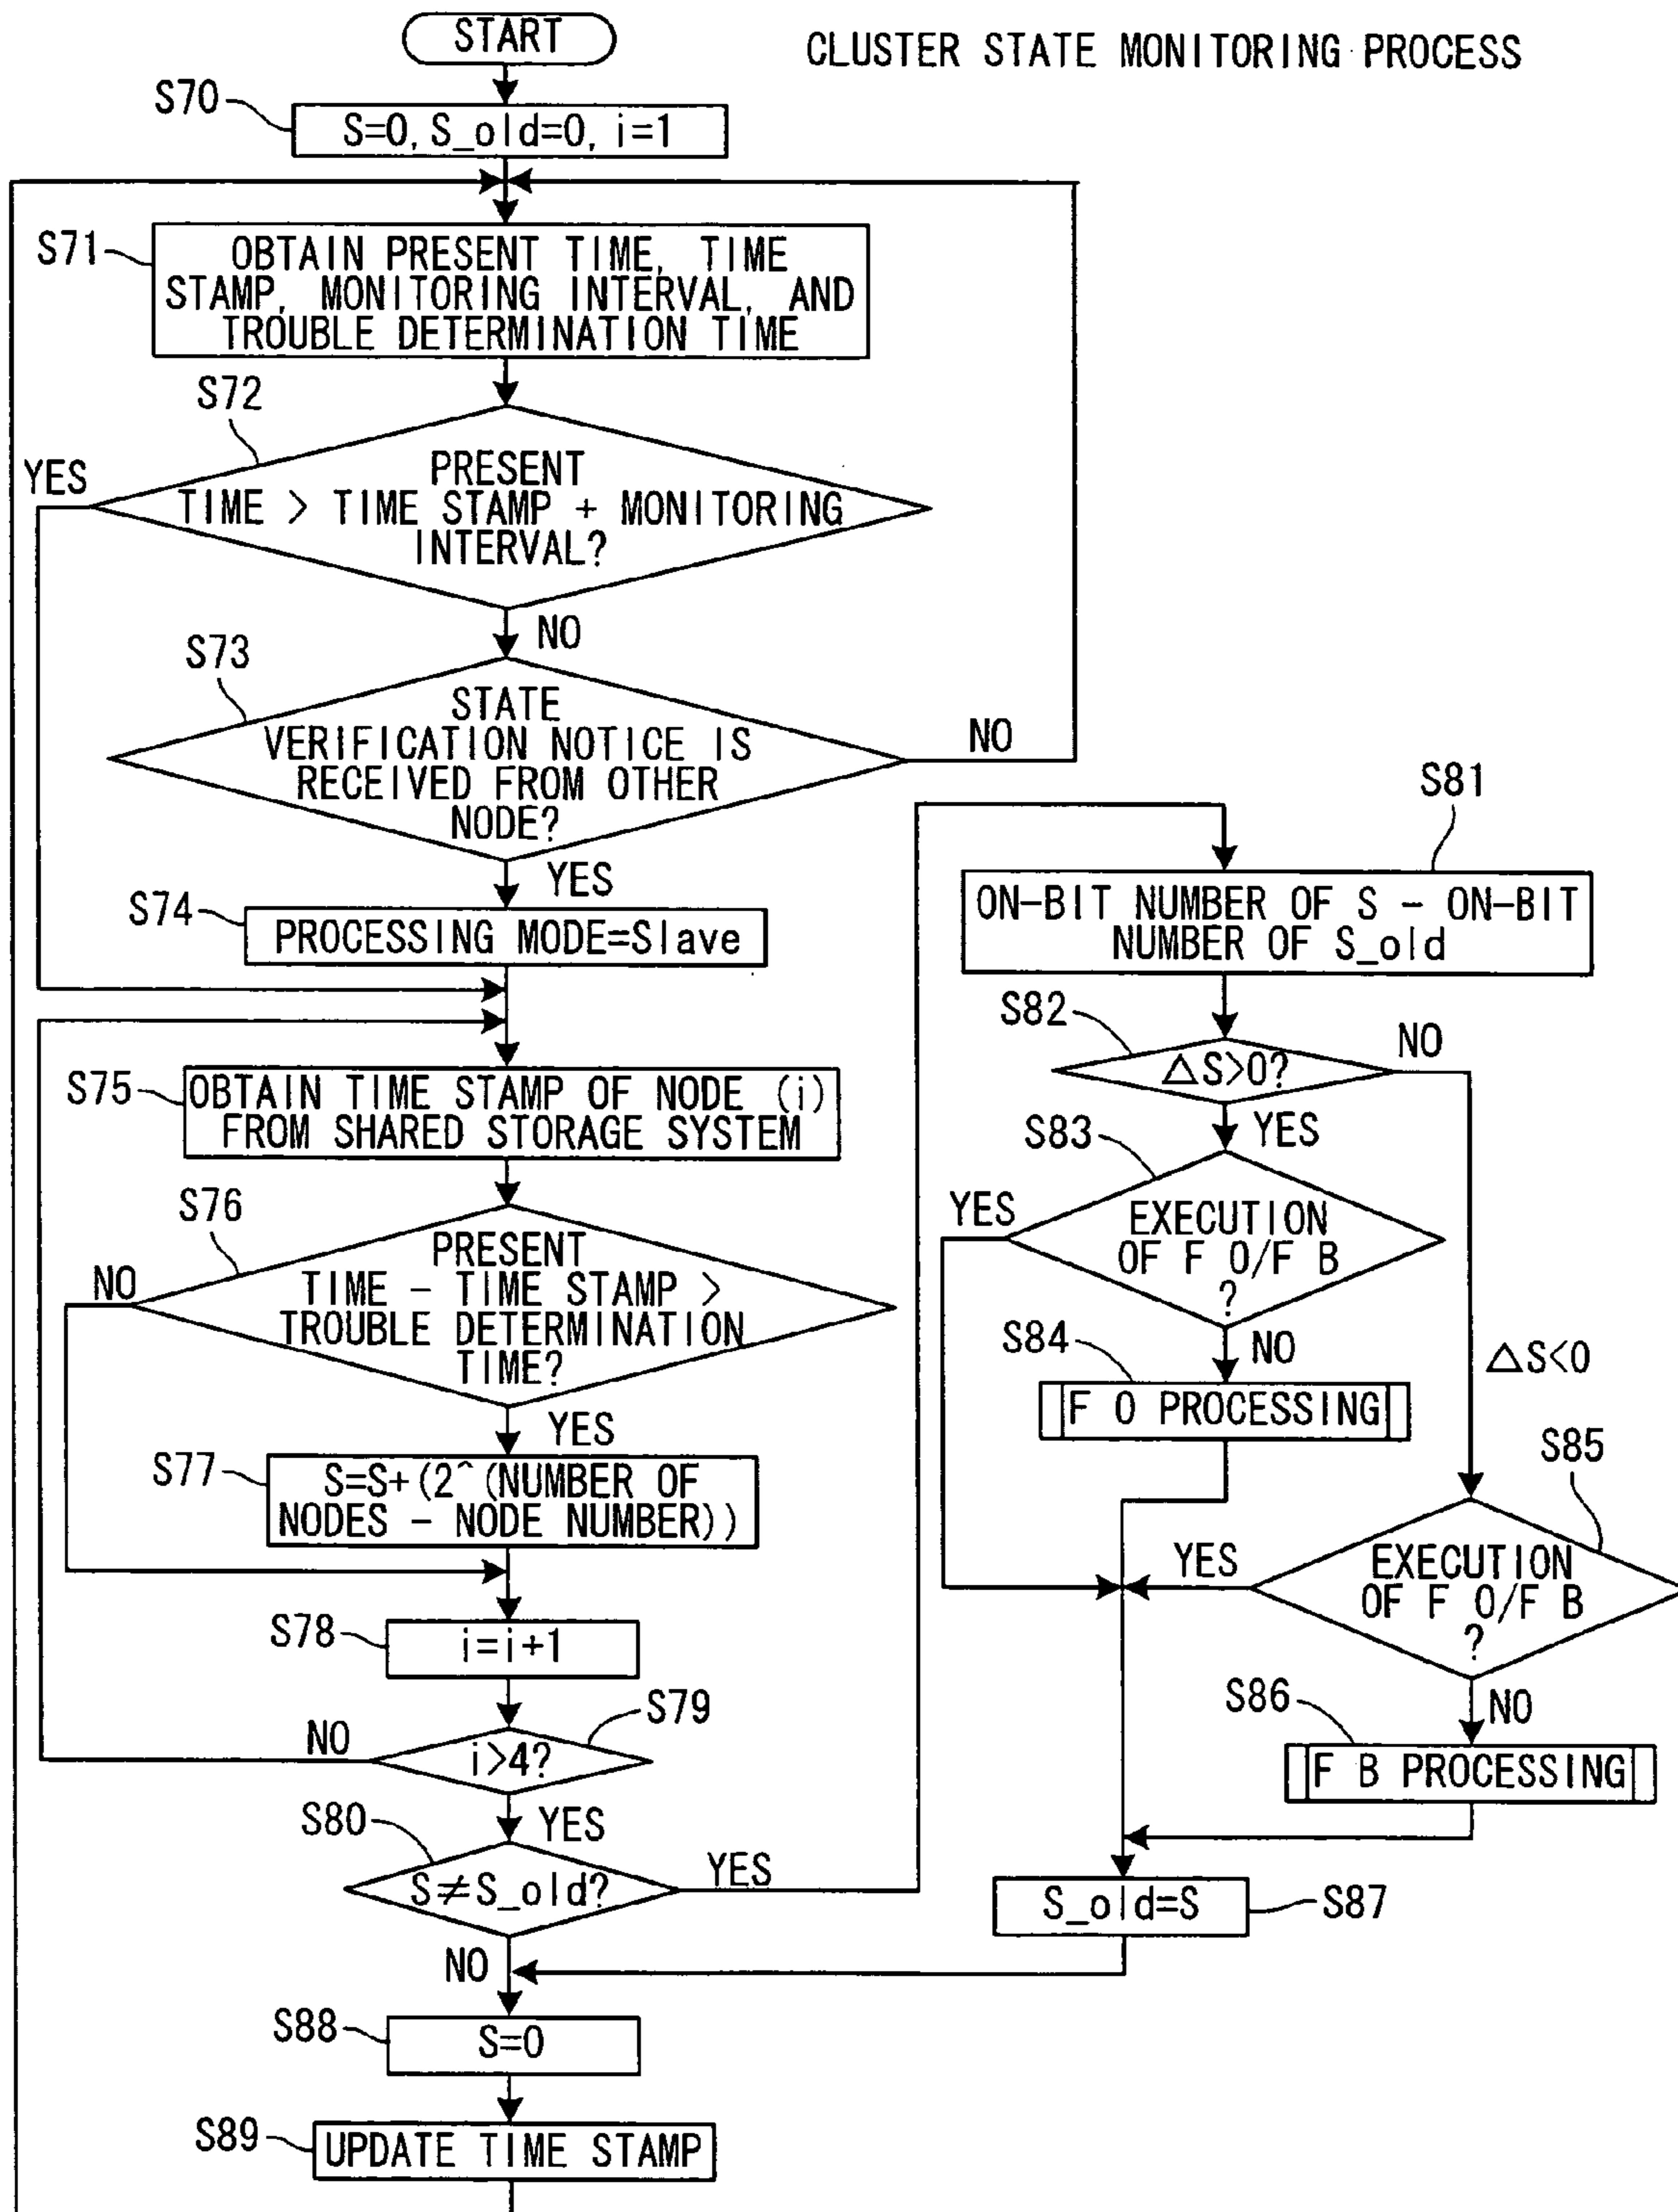 START
CLUSTER STATE MONITORING PROCESS
S70
S=0, S_old=0, i=1
S71
OBTAIN PRESENT TIME, TIME
STAMP, MONITORING INTERVAL, AND
TROUBLE DETERMINATION TIME
S72
YES
PRESENT
TIME > TIME STAMP + MONITORING
INTERVAL?
NO
S73
STATE
VERIFICATION NOTICE IS
RECEIVED FROM OTHER
NODE?
NO
YES
S74
PROCESSING MODE=Slave
S75
OBTAIN TIME STAMP OF NODE (i)
FROM SHARED STORAGE SYSTEM
S76
NO
PRESENT
TIME - TIME STAMP >
TROUBLE DETERMINATION
TIME?
YES
S77
S=S+(2^(NUMBER OF
NODES - NODE NUMBER))
S78
i=i+1
S79
NO
i>4?
YES
S80
S≠S_old?
YES
NO
S81
ON-BIT NUMBER OF S - ON-BIT
NUMBER OF S_old
S82
△S>0?
NO
YES
S83
YES
EXECUTION
OF F O/F B
?
NO
S84
F O PROCESSING
△S<0
S85
YES
EXECUTION
OF F O/F B
?
NO
S86
F B PROCESSING
S_old=S
S87
S88
S=0
S89
UPDATE TIME STAMP